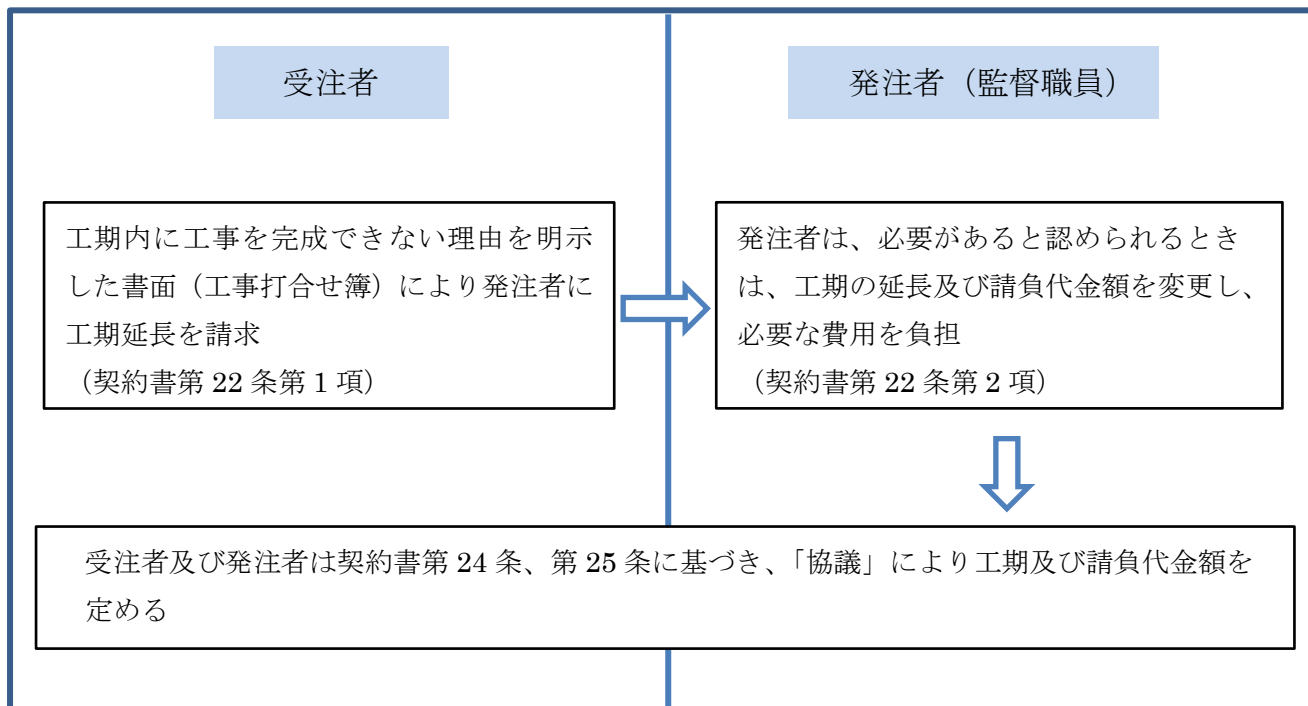 受注者
発注者（監督職員）
工期内に工事を完成できない理由を明示
した書面（工事打合せ簿）により発注者に
工期延長を請求
（契約書第 22 条第 1 項）
発注者は、必要があると認められるとき
は、工期の延長及び請負代金額を変更し、
必要な費用を負担
（契約書第 22 条第 2 項）
受注者及び発注者は契約書第 24 条、第 25 条に基づき、「協議」により工期及び請負代金額を
定める